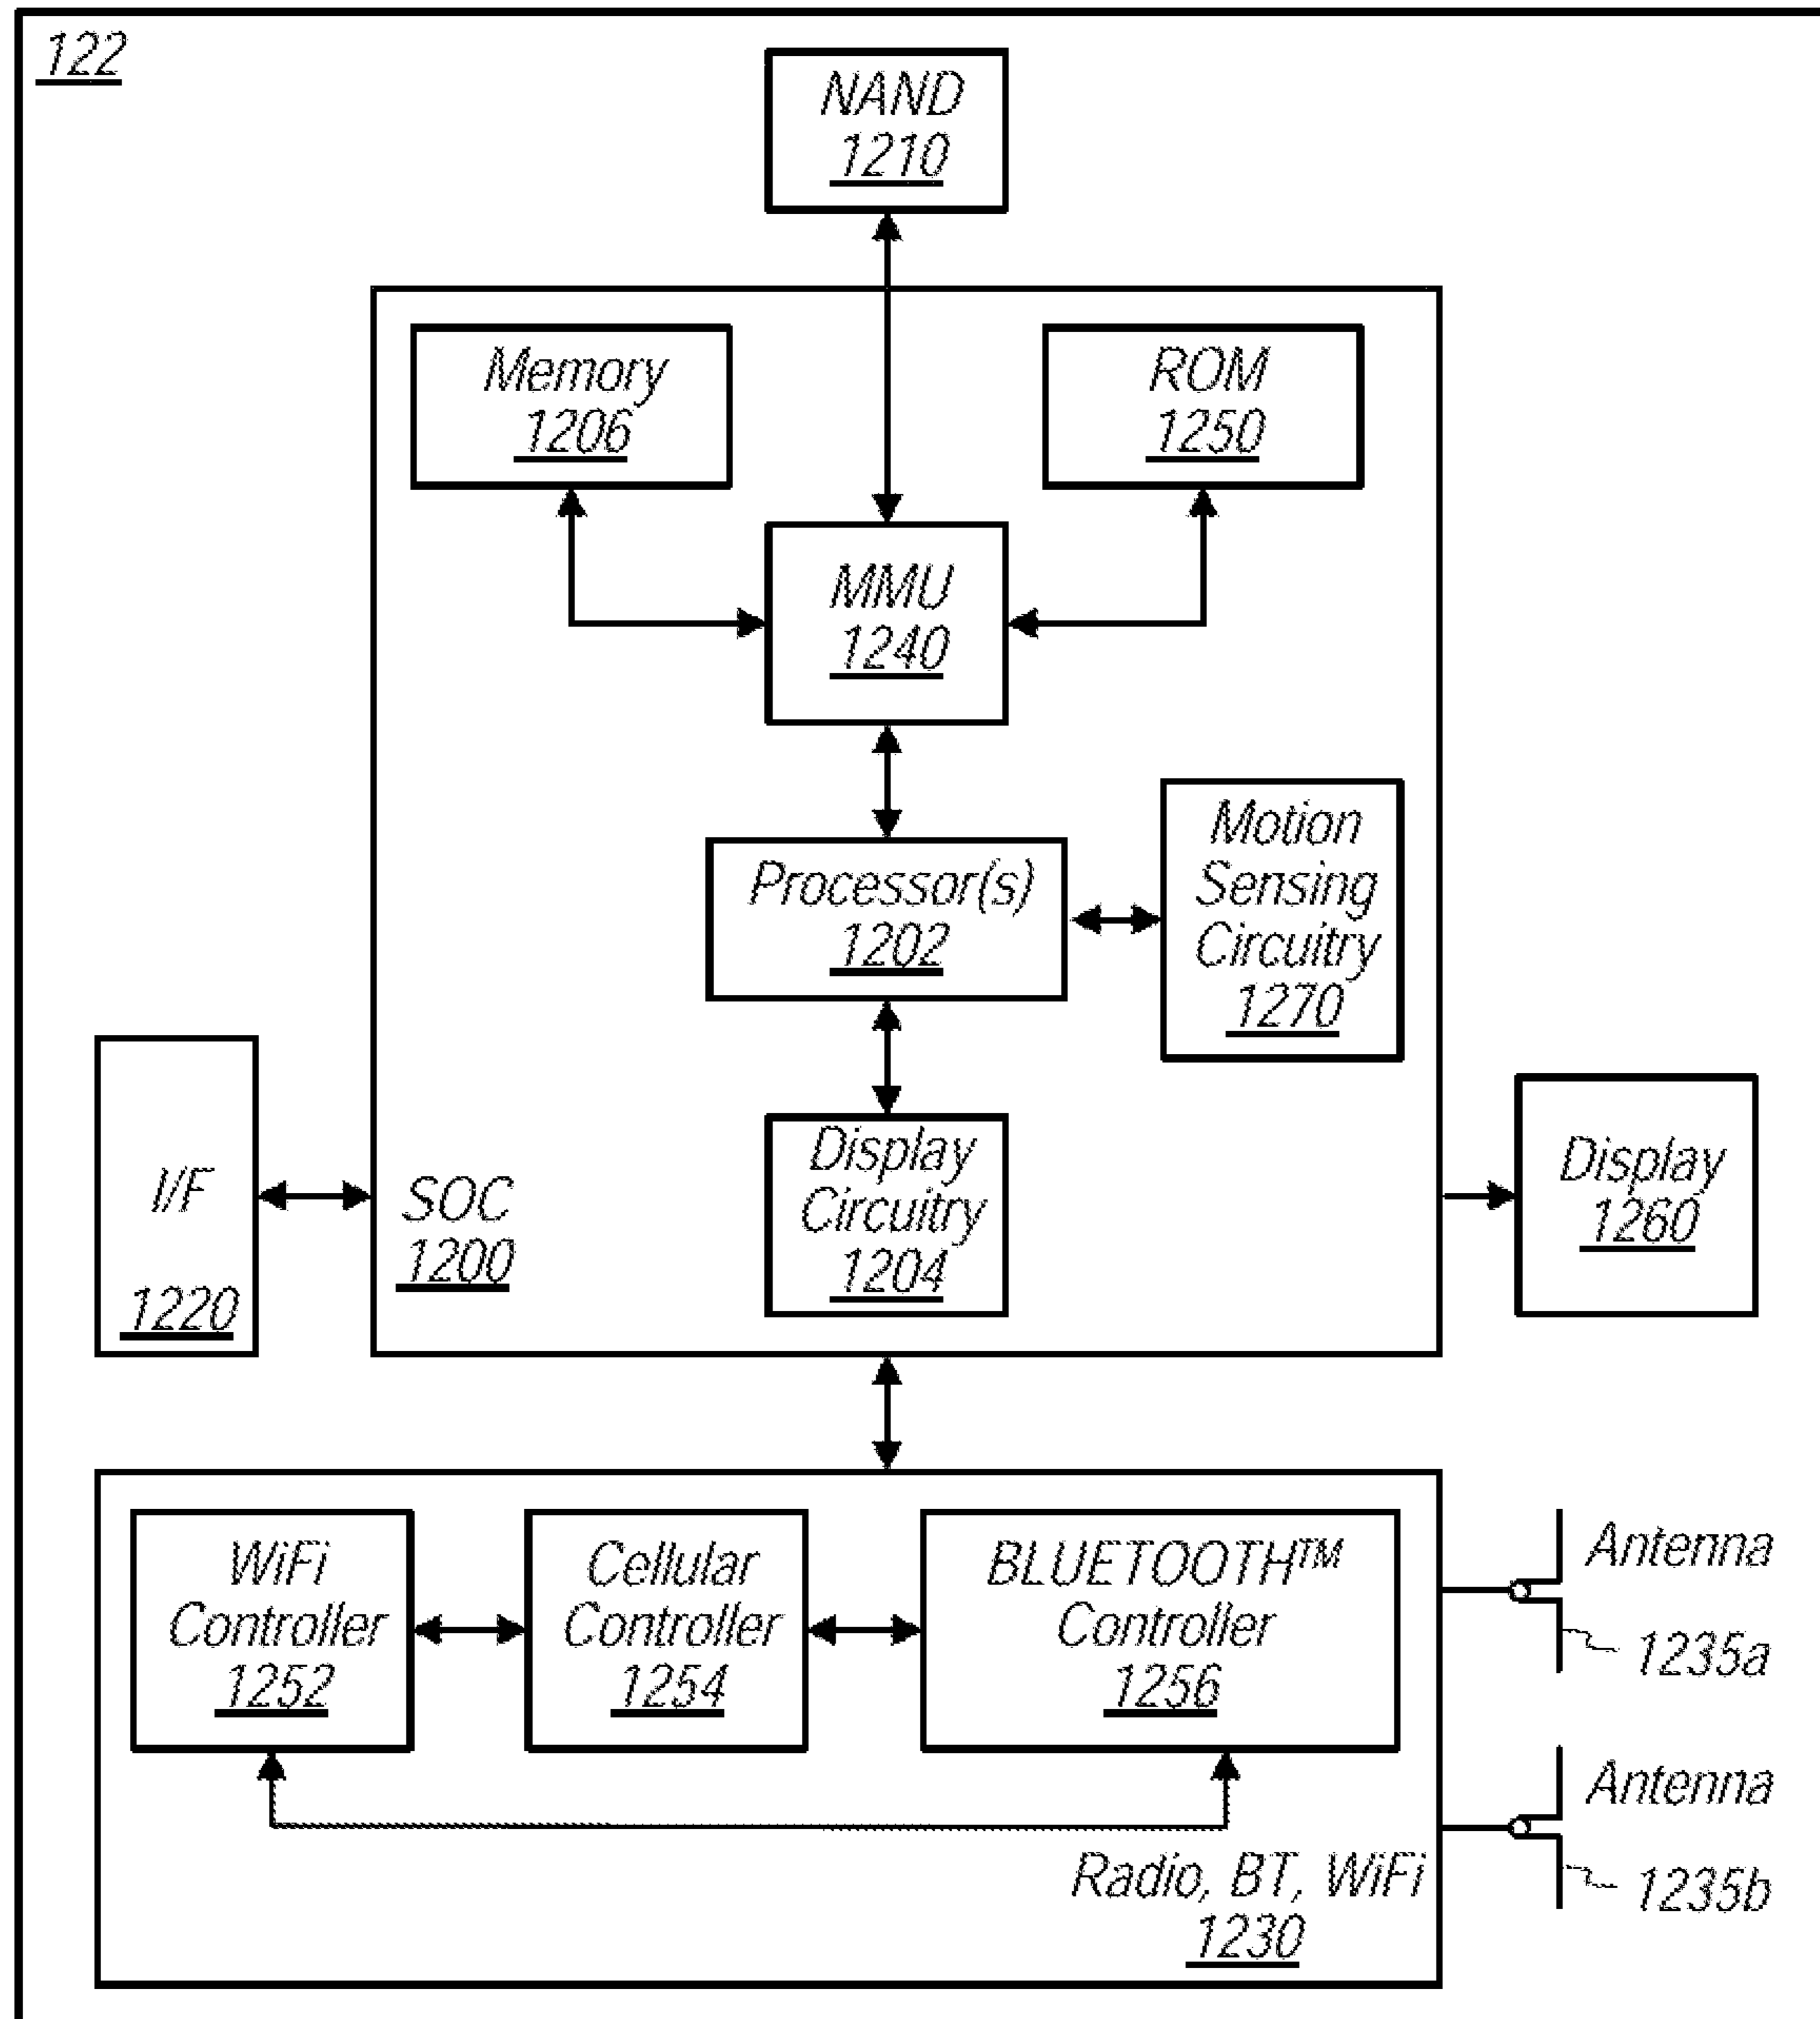 122
NAND
1210
Memory
1206
ROM
1250
MMU
1240
Processor(s)
1202
Motion
Sensing
Circuitry
1270
Display
Circuitry
1204
SOC
1200
I/F
1220
Display
1260
WiFi
Controller
1252
Cellular
Controller
1254
BLUETOOTH™
Controller
1256
Radio, BT, WiFi
1230
Antenna
1235a
Antenna
1235b